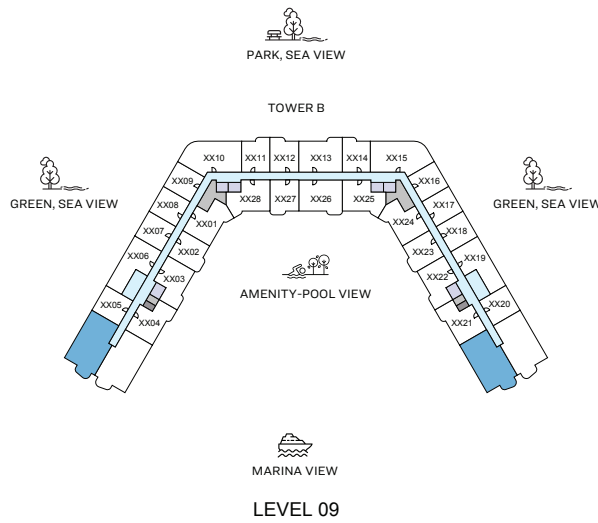 PARK, SEA VIEW
TOWER B
XX10 XX11 XX12 XX13 XX14 XX15
XX09 XX16
GREEN, SEA VIEW GREEN, SEA VIEW
XX08 XX28 XX27 XX26 XX25 XX17
XX01 XX24
XX07 XX18
XX02 XX23
XX06 XX19
XX03 XX22
AMENITY-POOL VIEW
XX05 XX20
XX04 XX21
MARINA VIEW
LEVEL 09